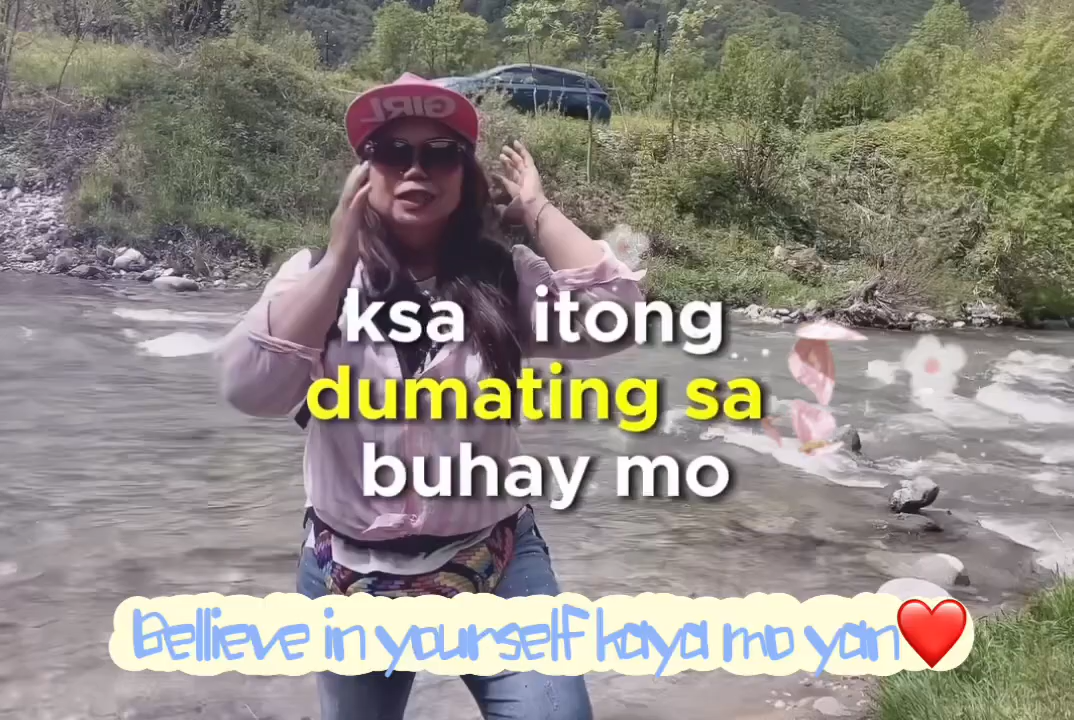 GIRL
ksa itong
dumating sa
buhay mo
Bellieve in yourself kaya mo yan❤️